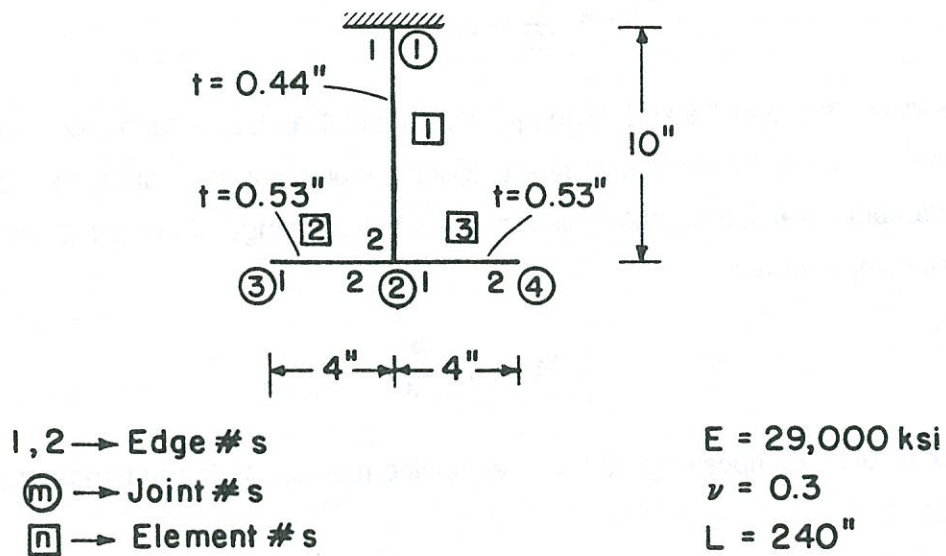 1 ①
t = 0.44"
1
10"
t = 0.53" t = 0.53"
2 2 3
③ 1 2 ② 1 2 ④
4" 4"
1, 2 → Edge # s
ⓜ → Joint # s
n → Element # s
E = 29,000 ksi
ν = 0.3
L = 240"